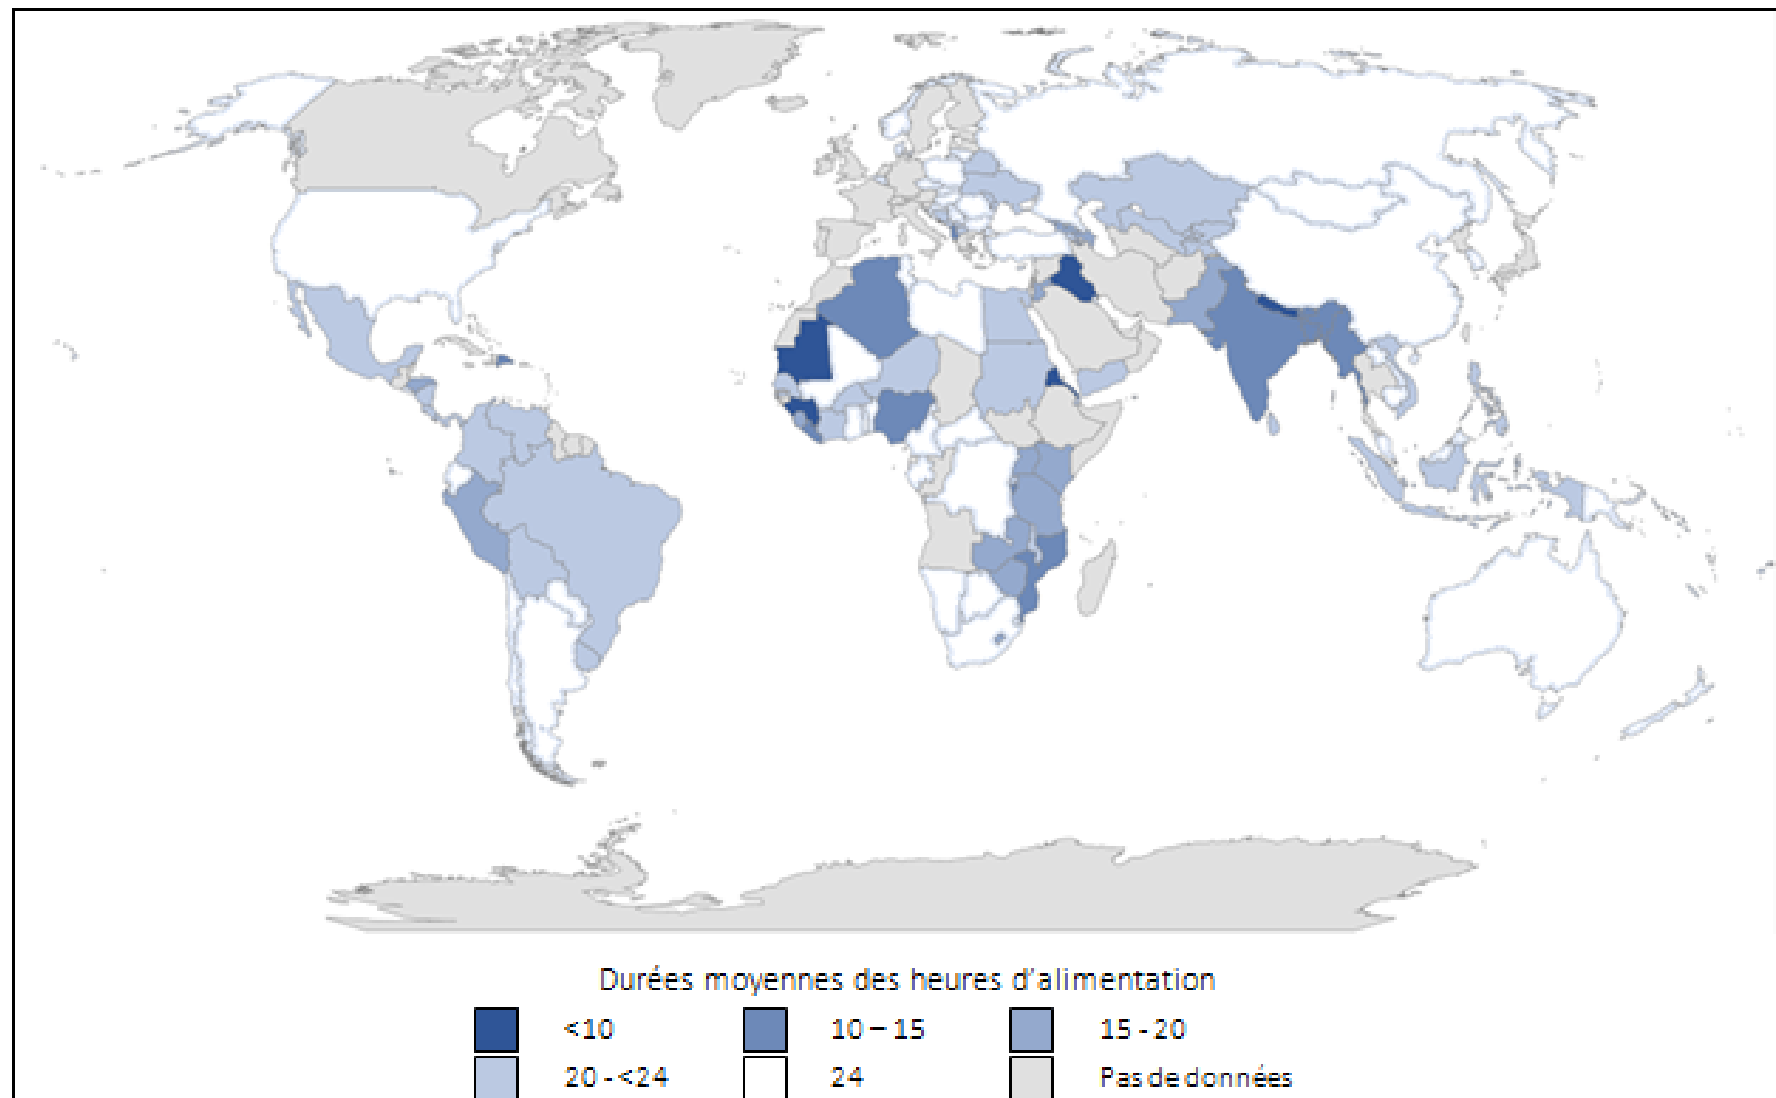 Durées moyennes des heures d'alimentation
<10
10 – 15
15 - 20
20 - <24
24
Pas de données